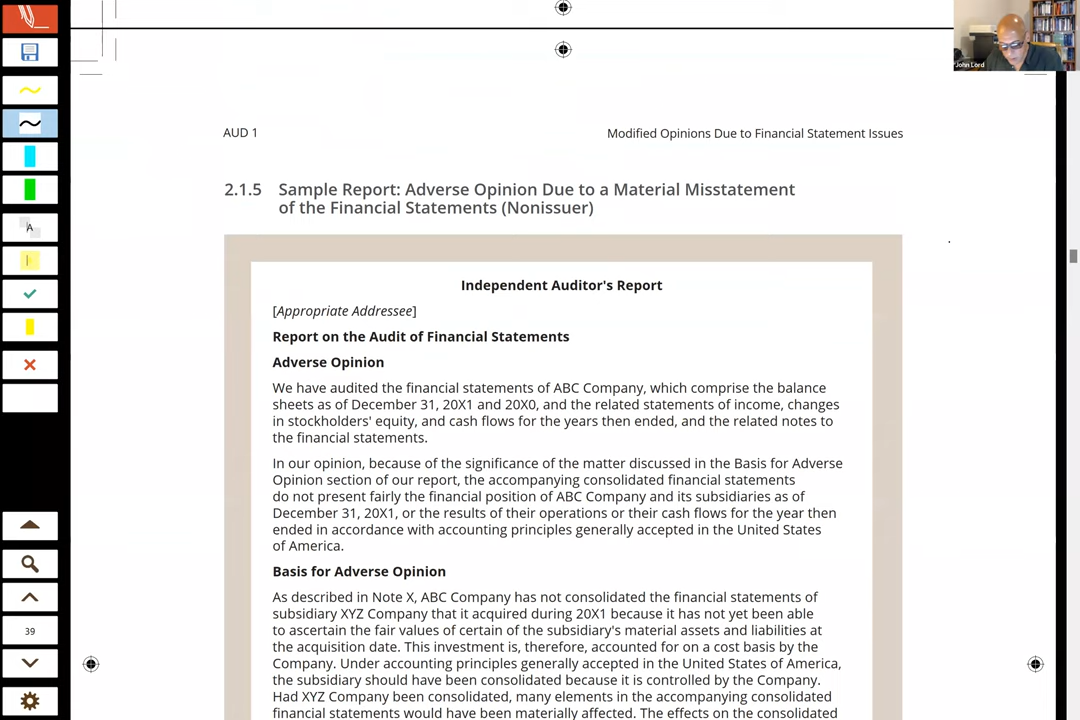 John Lord
AUD 1
Modified Opinions Due to Financial Statement Issues
2.1.5 Sample Report: Adverse Opinion Due to a Material Misstatement
of the Financial Statements (Nonissuer)
Independent Auditor's Report
[Appropriate Addressee]
Report on the Audit of Financial Statements
Adverse Opinion
We have audited the financial statements of ABC Company, which comprise the balance
sheets as of December 31, 20X1 and 20X0, and the related statements of income, changes
in stockholders' equity, and cash flows for the years then ended, and the related notes to
the financial statements.
In our opinion, because of the significance of the matter discussed in the Basis for Adverse
Opinion section of our report, the accompanying consolidated financial statements
do not present fairly the financial position of ABC Company and its subsidiaries as of
December 31, 20X1, or the results of their operations or their cash flows for the year then
ended in accordance with accounting principles generally accepted in the United States
of America.
Basis for Adverse Opinion
As described in Note X, ABC Company has not consolidated the financial statements of
subsidiary XYZ Company that it acquired during 20X1 because it has not yet been able
to ascertain the fair values of certain of the subsidiary's material assets and liabilities at
the acquisition date. This investment is, therefore, accounted for on a cost basis by the
Company. Under accounting principles generally accepted in the United States of America,
the subsidiary should have been consolidated because it is controlled by the Company.
Had XYZ Company been consolidated, many elements in the accompanying consolidated
financial statements would have been materially affected. The effects on the consolidated
A
39